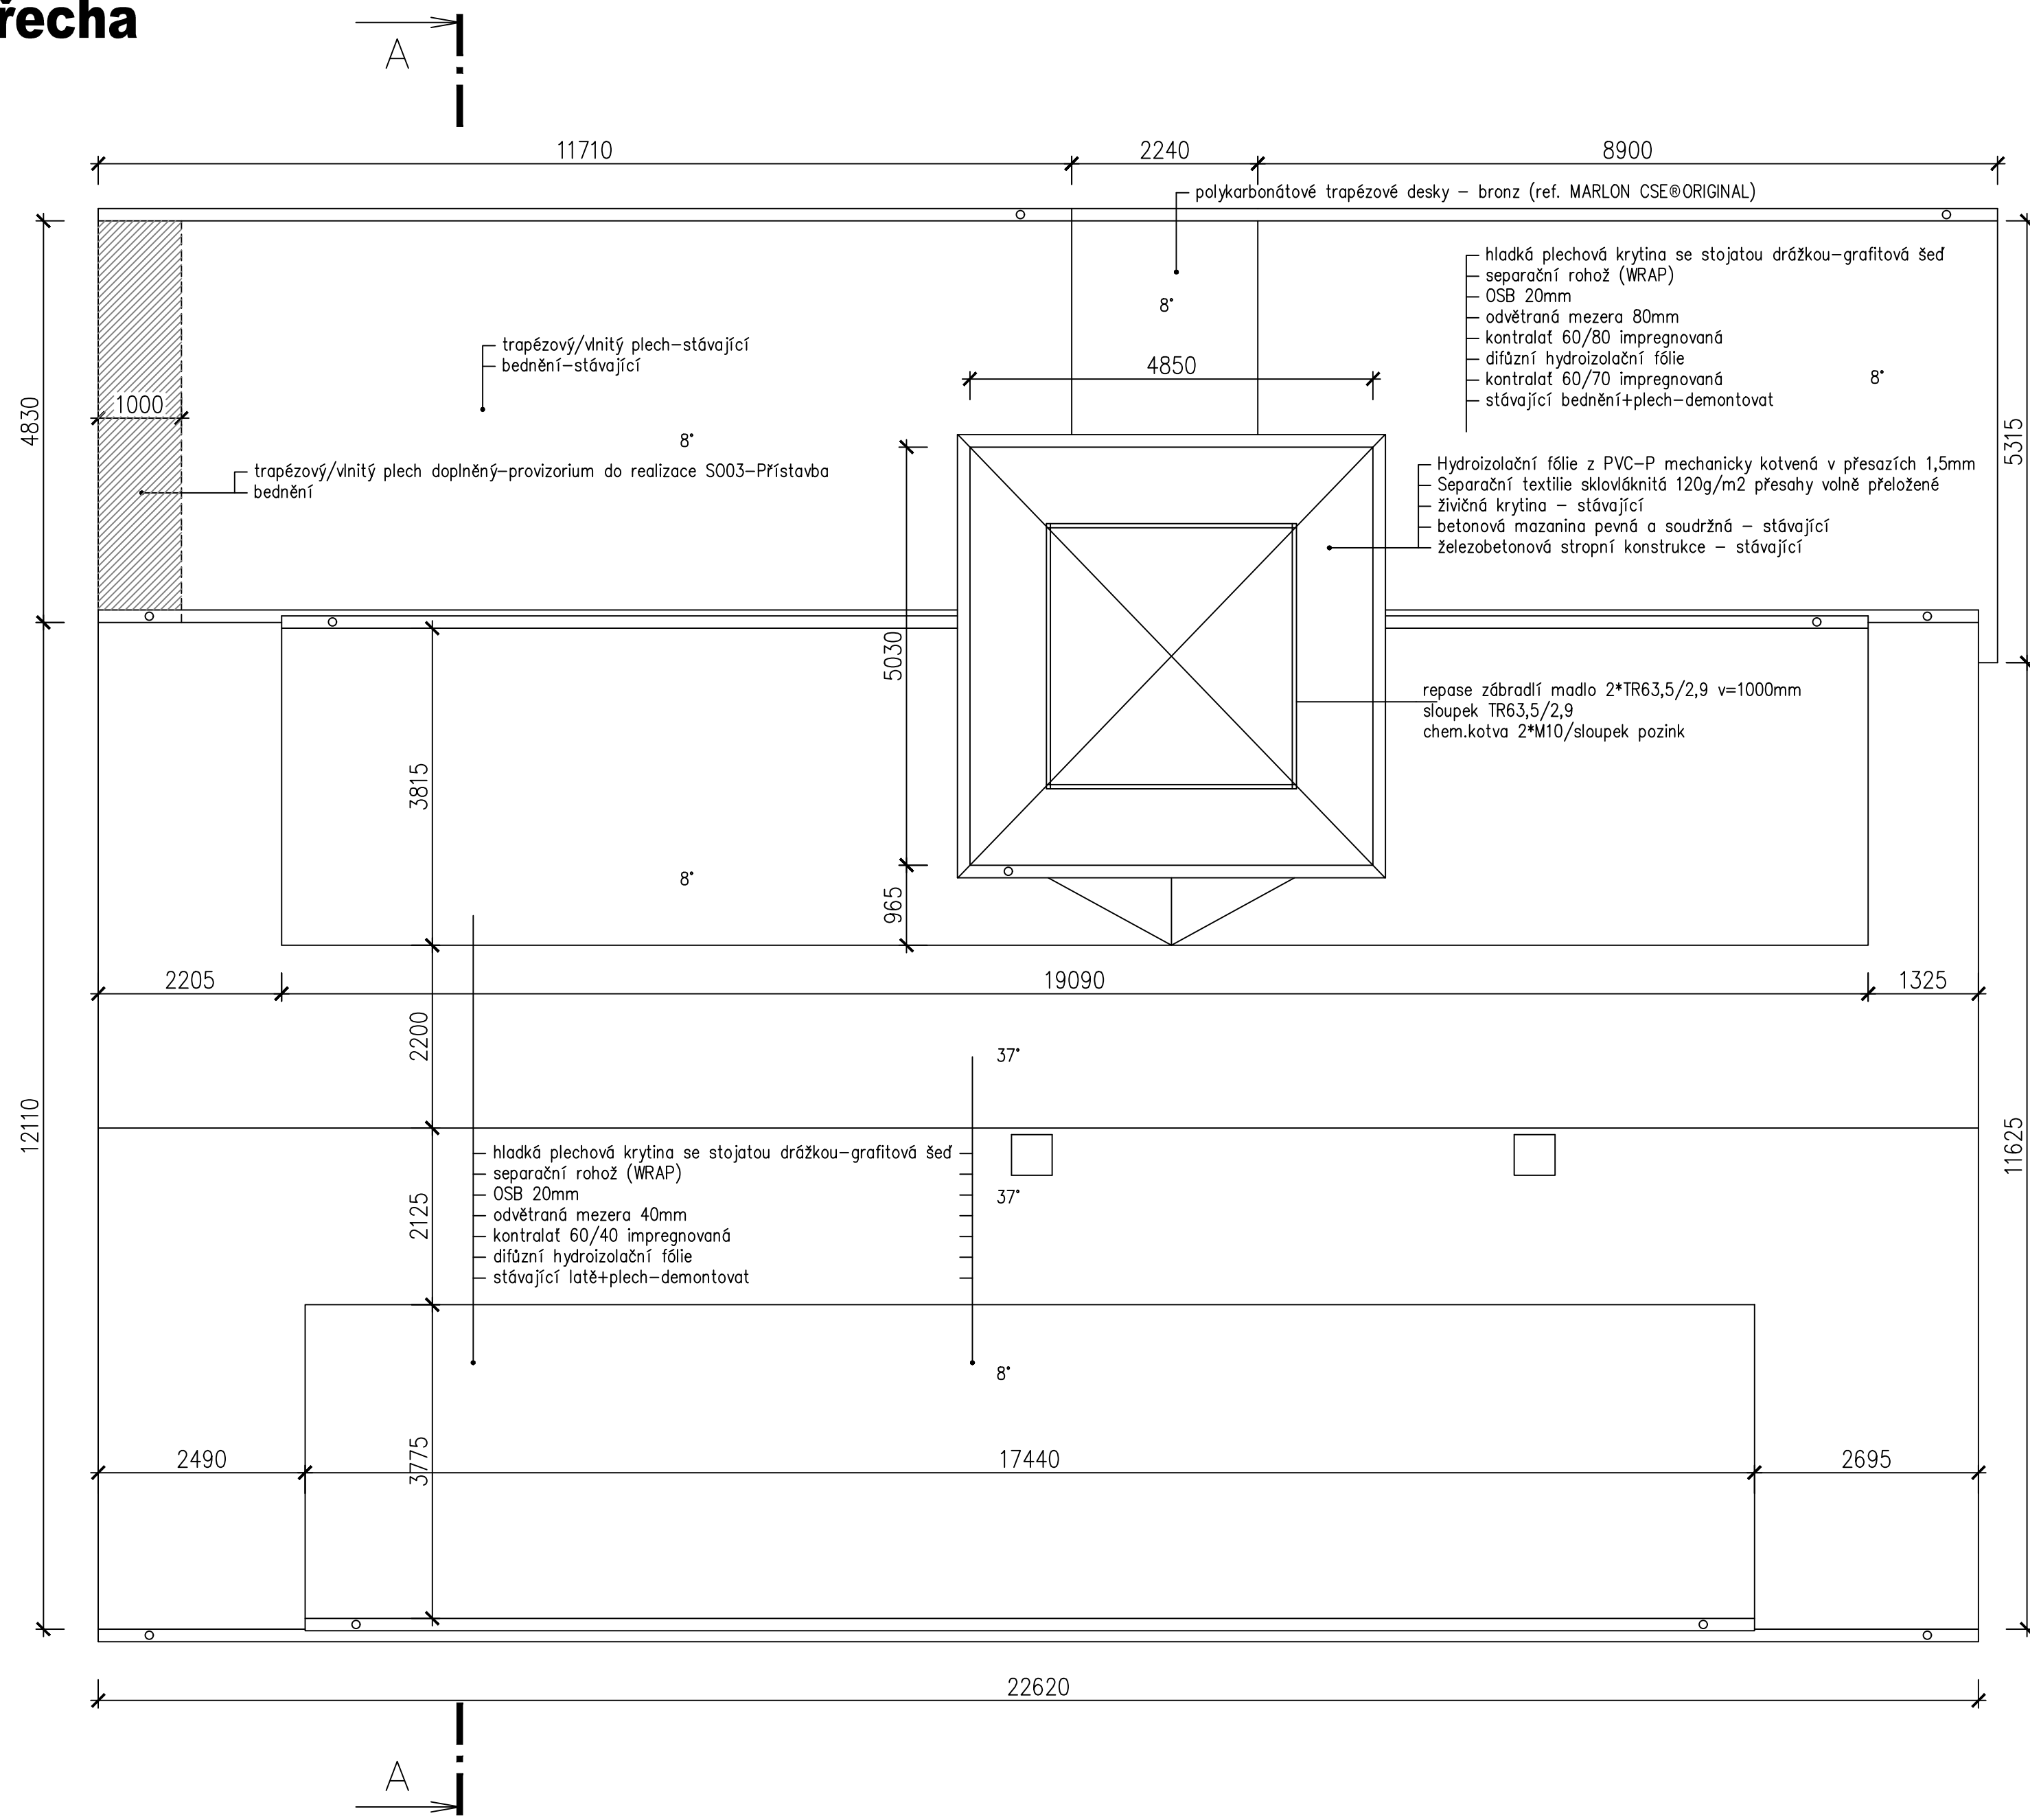 řecha
A
11710
2240
8900
polykarbonátové trapézové desky – bronz (ref. MARLON CSE®ORIGINAL)
hladká plechová krytina se stojatou drážkou–grafitová šeď
separační rohož (WRAP)
OSB 20mm
odvětraná mezera 80mm
kontralať 60/80 impregnovaná
difůzní hydroizolační fólie
kontralať 60/70 impregnovaná
stávající bednění+plech–demontovat
8°
8°
trapézový/vlnitý plech–stávající
bednění–stávající
4850
4830
1000
8°
5315
trapézový/vlnitý plech doplněný–provizorium do realizace SO03–Přístavba
bednění
Hydroizolační fólie z PVC–P mechanicky kotvená v přesazích 1,5mm
Separační textilie sklovláknitá 120g/m2 přesahy volně přeložené
živičná krytina – stávající
betonová mazanina pevná a soudržná – stávající
železobetonová stropní konstrukce – stávající
5030
repase zábradlí madlo 2*TR63,5/2,9 v=1000mm
sloupek TR63,5/2,9
chem.kotva 2*M10/sloupek pozink
3815
8°
965
2205
19090
1325
2200
37°
12110
11625
hladká plechová krytina se stojatou drážkou–grafitová šeď
separační rohož (WRAP)
OSB 20mm
odvětraná mezera 40mm
kontralať 60/40 impregnovaná
difůzní hydroizolační fólie
stávající latě+plech–demontovat
37°
2125
8°
2490
3775
17440
2695
22620
A